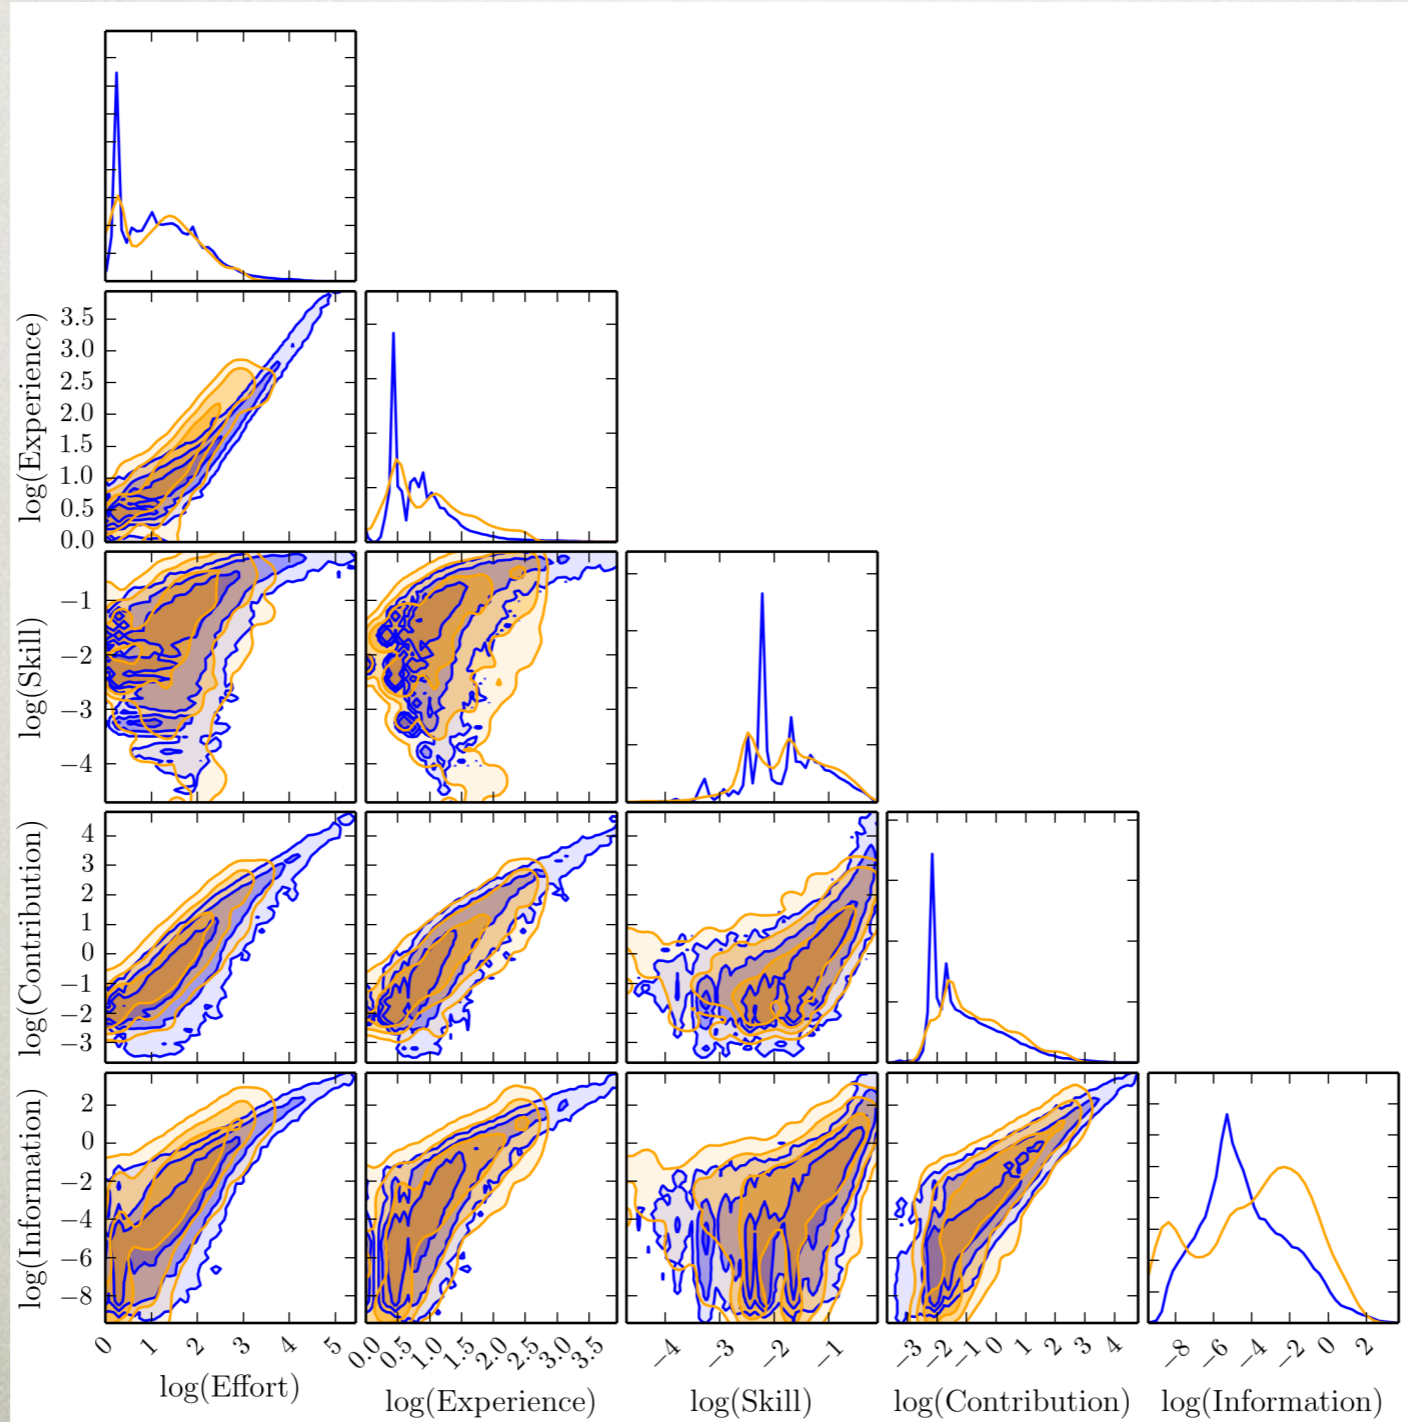 log(Experience)
3.5
3.0
2.5
2.0
1.5
1.0
0.5
0.0
log(Skill)
−1
−2
−3
−4
log(Contribution)
4
3
2
1
0
−1
−2
−3
log(Information)
2
0
−2
−4
−6
−8
0 1 2 3 4 5
0.0 0.5 1.0 1.5 2.0 2.5 3.0 3.5
−4 −3 −2 −1
−3 −2 −1 0 1 2 3 4
−8 −6 −4 −2 0 2
log(Effort)
log(Experience)
log(Skill)
log(Contribution)
log(Information)